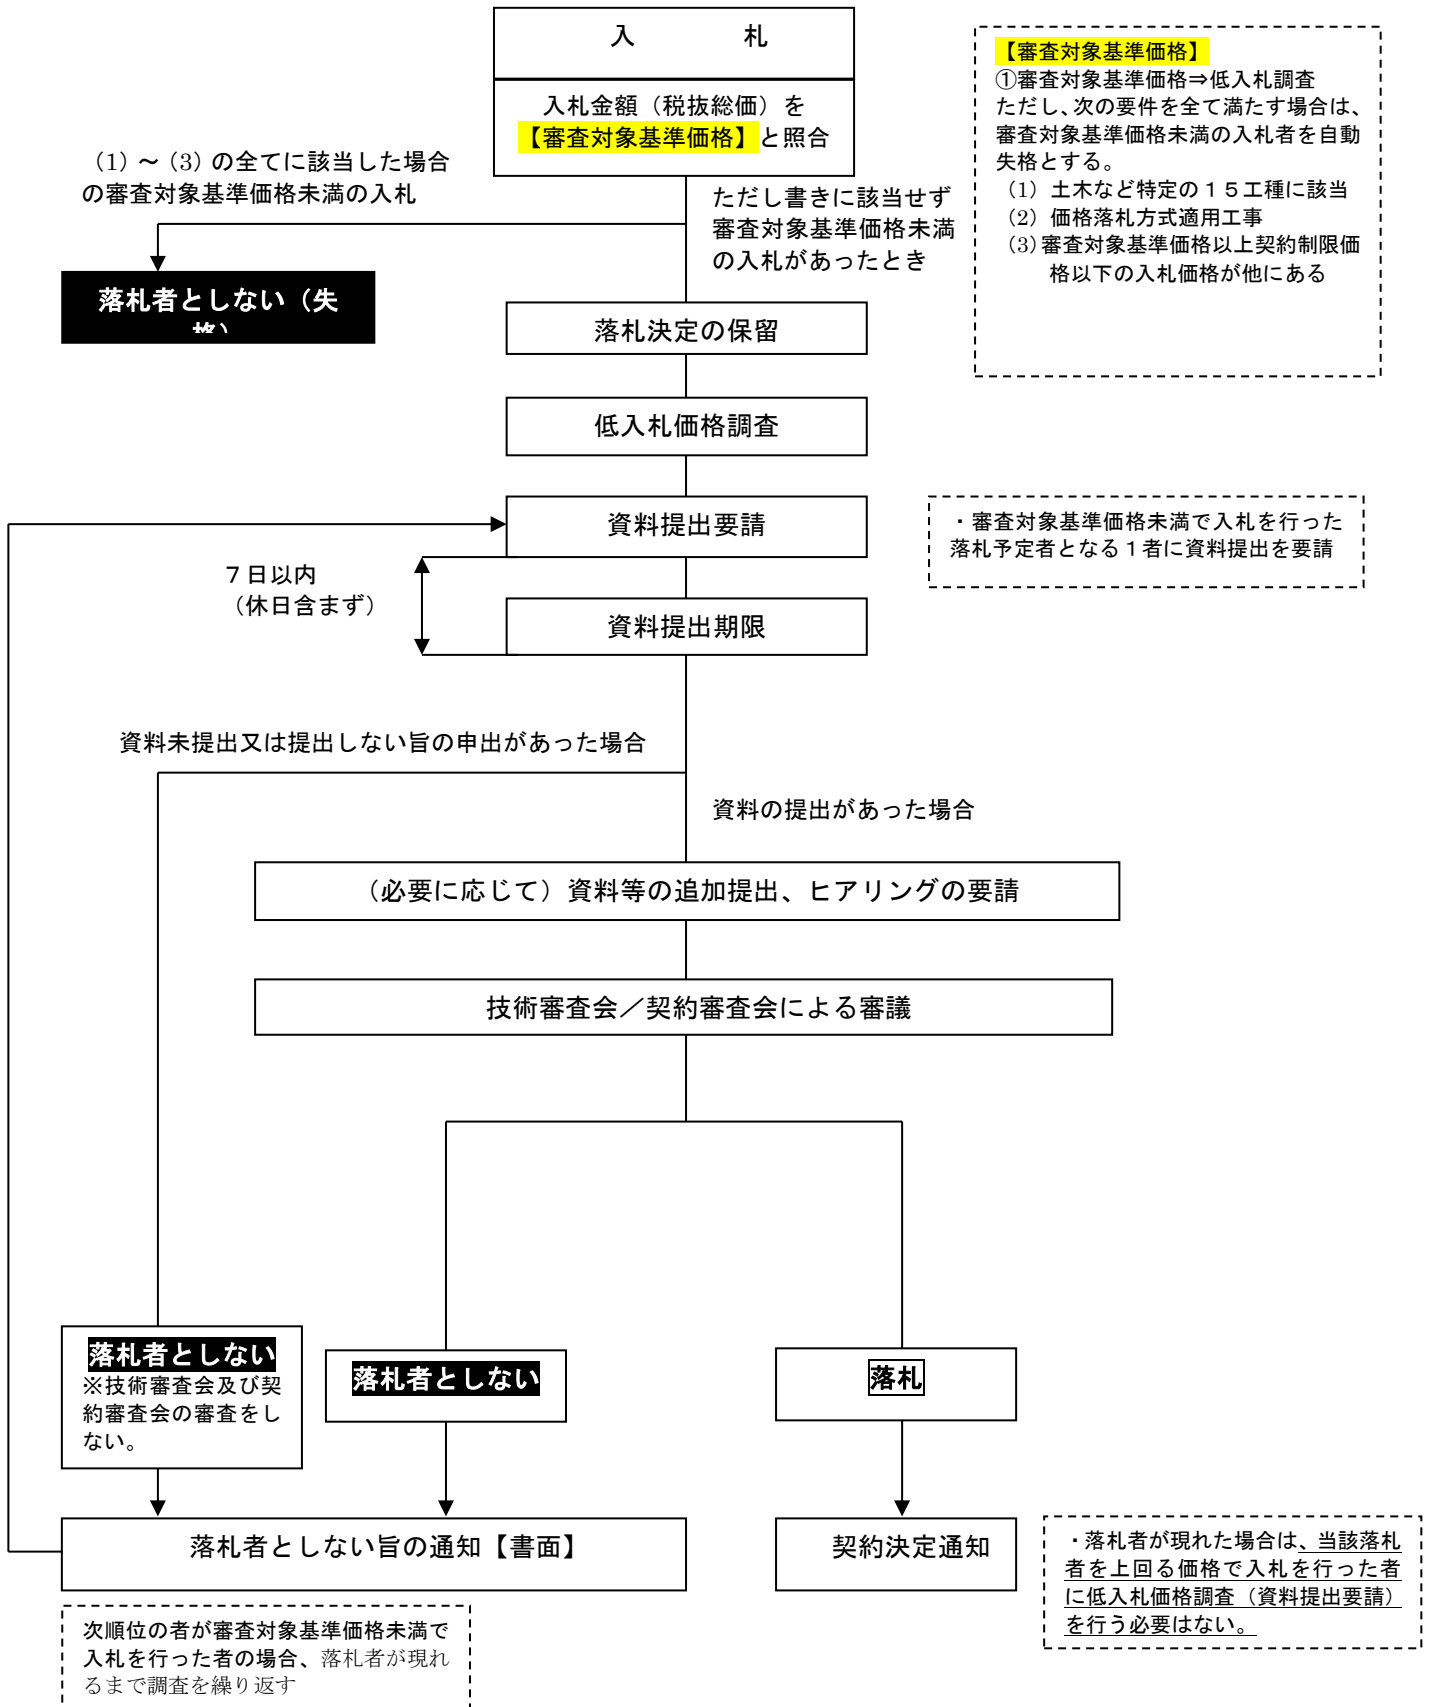 入　　　　札
入札金額（税抜総価）を
【審査対象基準価格】と照合
【審査対象基準価格】
①審査対象基準価格⇒低入札調査
ただし、次の要件を全て満たす場合は、
審査対象基準価格未満の入札者を自動
失格とする。
（1）土木など特定の１５工種に該当
（2）価格落札方式適用工事
（3）審査対象基準価格以上契約制限価
格以下の入札価格が他にある
（1）～（3）の全てに該当した場合
の審査対象基準価格未満の入札
ただし書きに該当せず
審査対象基準価格未満
の入札があったとき
落札者としない（失
落札決定の保留
低入札価格調査
資料提出要請
・審査対象基準価格未満で入札を行った
落札予定者となる１者に資料提出を要請
７日以内
（休日含まず）
資料提出期限
資料未提出又は提出しない旨の申出があった場合
資料の提出があった場合
（必要に応じて）資料等の追加提出、ヒアリングの要請
技術審査会／契約審査会による審議
落札者としない
※技術審査会及び契
約審査会の審査をし
ない。
落札者としない
落札
落札者としない旨の通知【書面】
契約決定通知
・落札者が現れた場合は、当該落札
者を上回る価格で入札を行った者
に低入札価格調査（資料提出要請）
を行う必要はない。
次順位の者が審査対象基準価格未満で
入札を行った者の場合、落札者が現れ
るまで調査を繰り返す